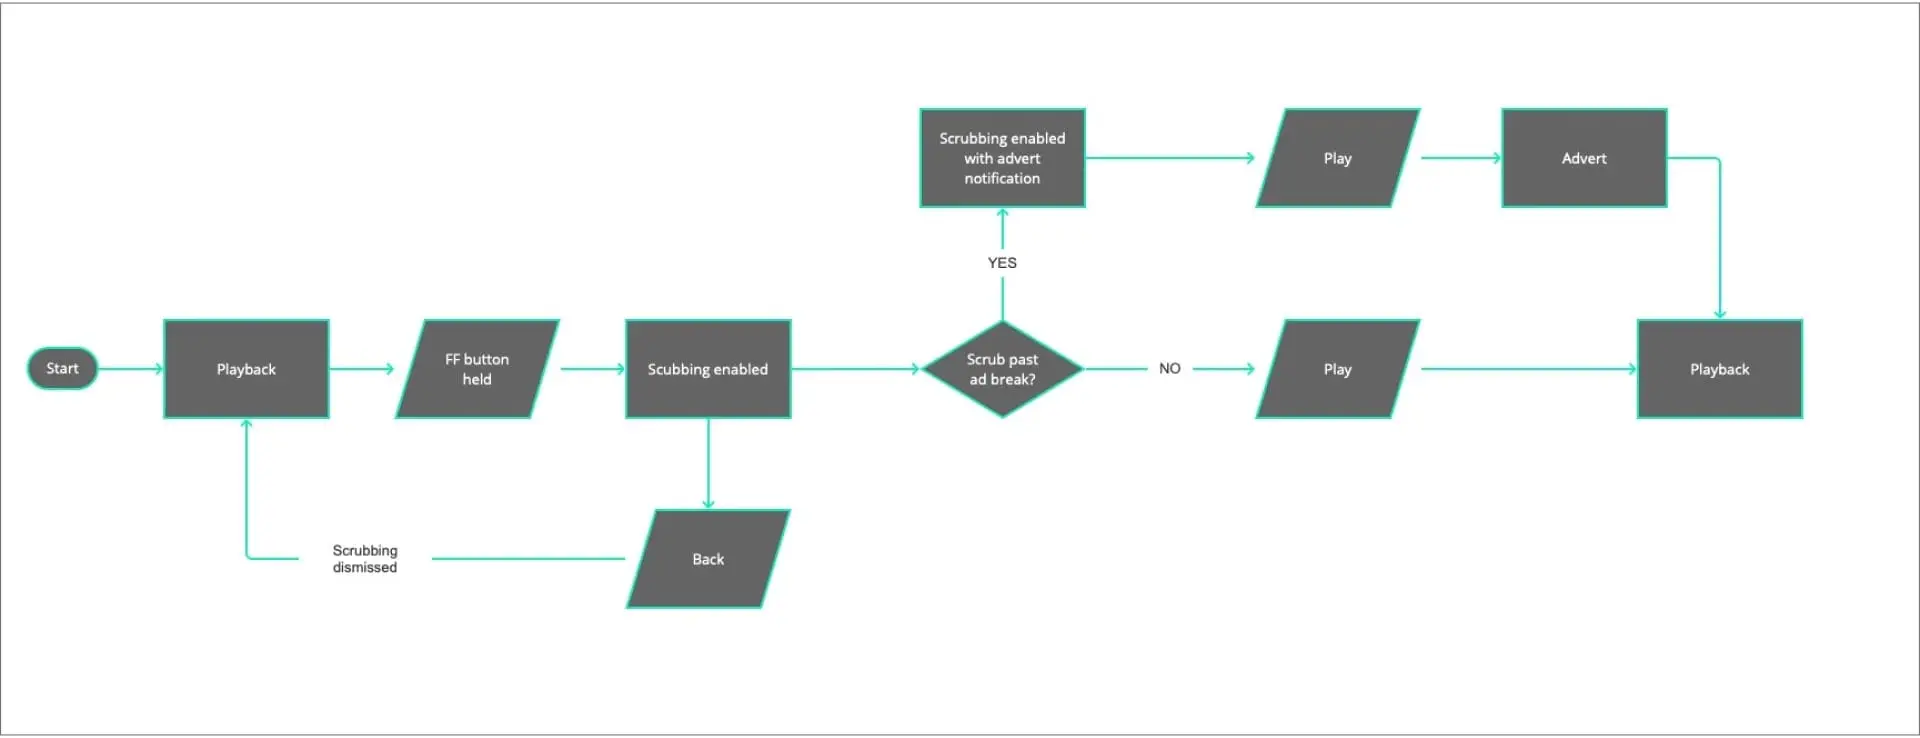 Scrubbing enabled
with advert
notification
Play
Advert
YES
Start
Playback
FF button
held
Scubbing enabled
Scrub past
ad break?
NO
Play
Playback
Scrubbing
dismissed
Back